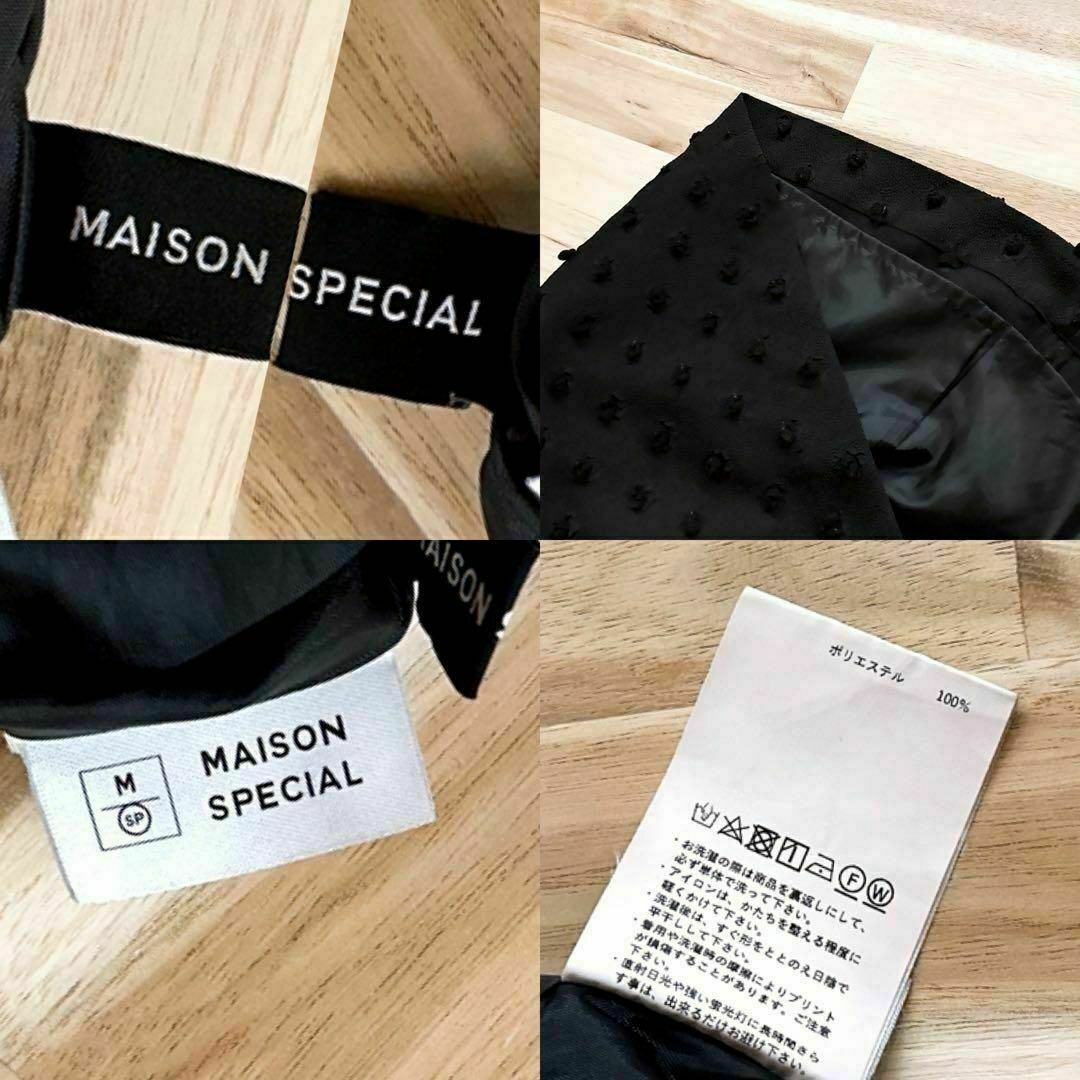 MAISON SPECIAL
MAISON
M
SP
MAISON
SPECIAL
ポリエステル 100%
F W
・お洗濯の際は商品を裏返しにして、
必ず単体で洗って下さい。
・アイロンは、かたちを整える程度に
軽くかけて下さい。
・洗濯後は、すぐ形をととのえ日陰で
平干しして下さい。
・着用や洗濯時の摩擦によりプリント
が損傷することがあります。ご注意
下さい。
・直射日光や強い蛍光灯に長時間さら
す事は、出来るだけお避け下さい。